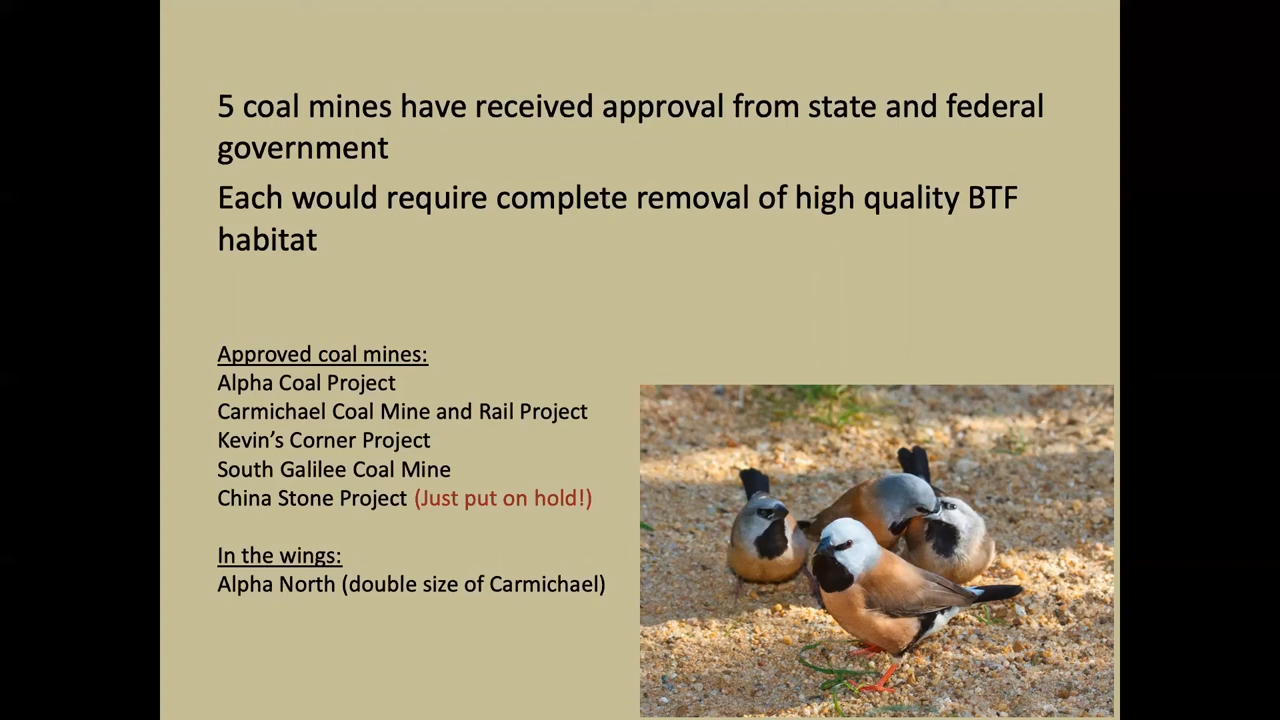 5 coal mines have received approval from state and federal
government
Each would require complete removal of high quality BTF
habitat
Approved coal mines:
Alpha Coal Project
Carmichael Coal Mine and Rail Project
Kevin’s Corner Project
South Galilee Coal Mine
China Stone Project (Just put on hold!)
In the wings:
Alpha North (double size of Carmichael)